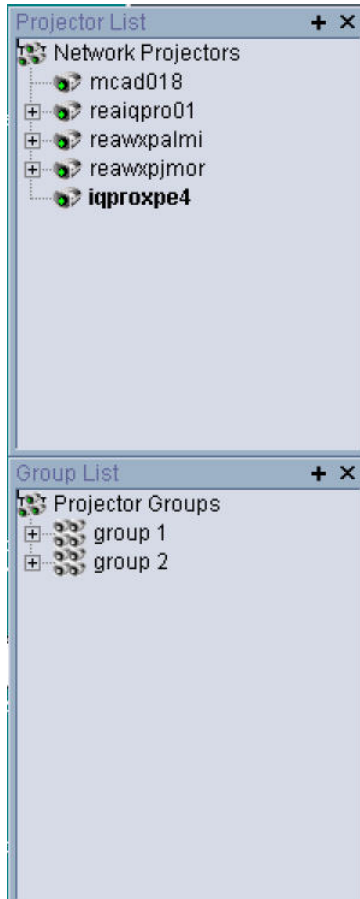 Projector List
Network Projectors
mcad018
reaiqpro01
reawxpalmi
reawxpjmor
iqproxpe4
Group List
Projector Groups
group 1
group 2